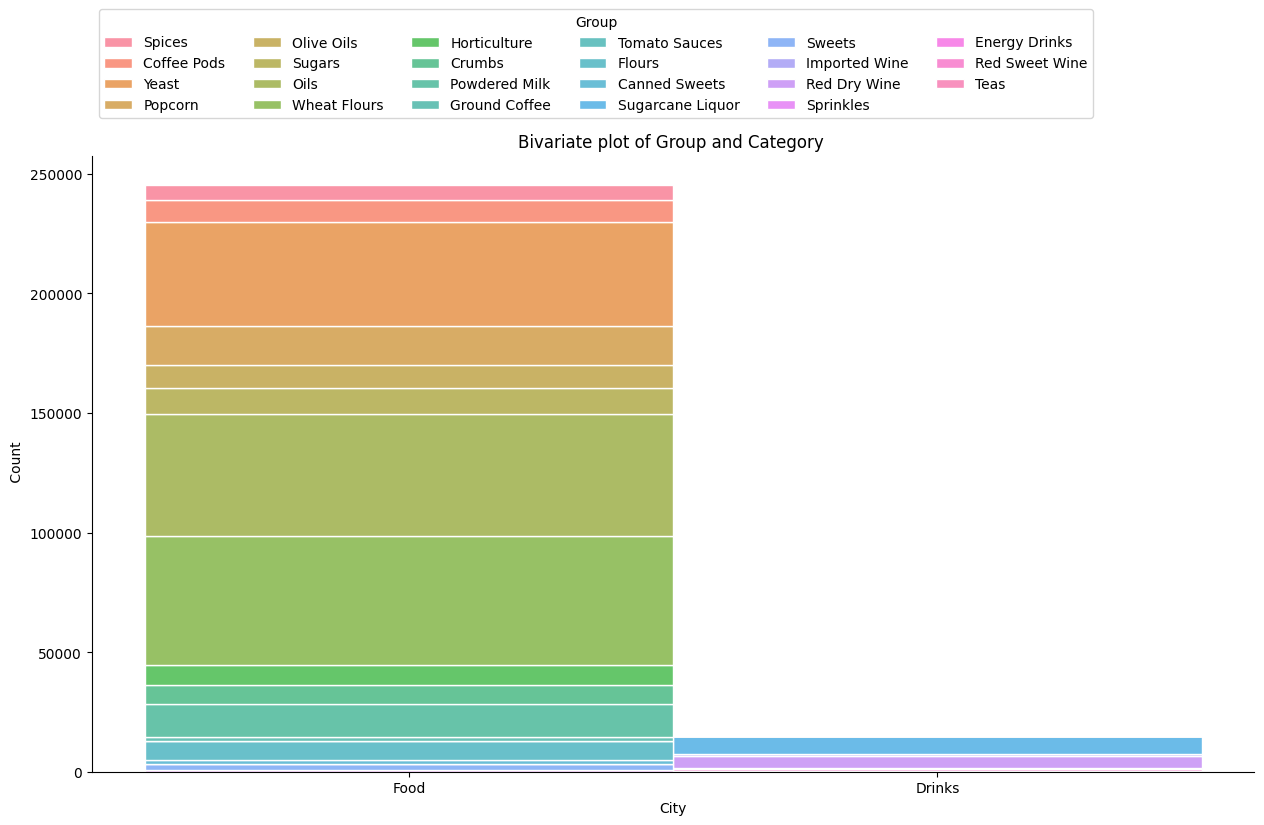 Group
Spices Olive Oils Horticulture Tomato Sauces Sweets Energy Drinks
Coffee Pods Sugars Crumbs Flours Imported Wine Red Sweet Wine
Yeast Oils Powdered Milk Canned Sweets Red Dry Wine Teas
Popcorn Wheat Flours Ground Coffee Sugarcane Liquor Sprinkles
Bivariate plot of Group and Category
250000
200000
150000
100000
50000
0
Count
Food Drinks
City